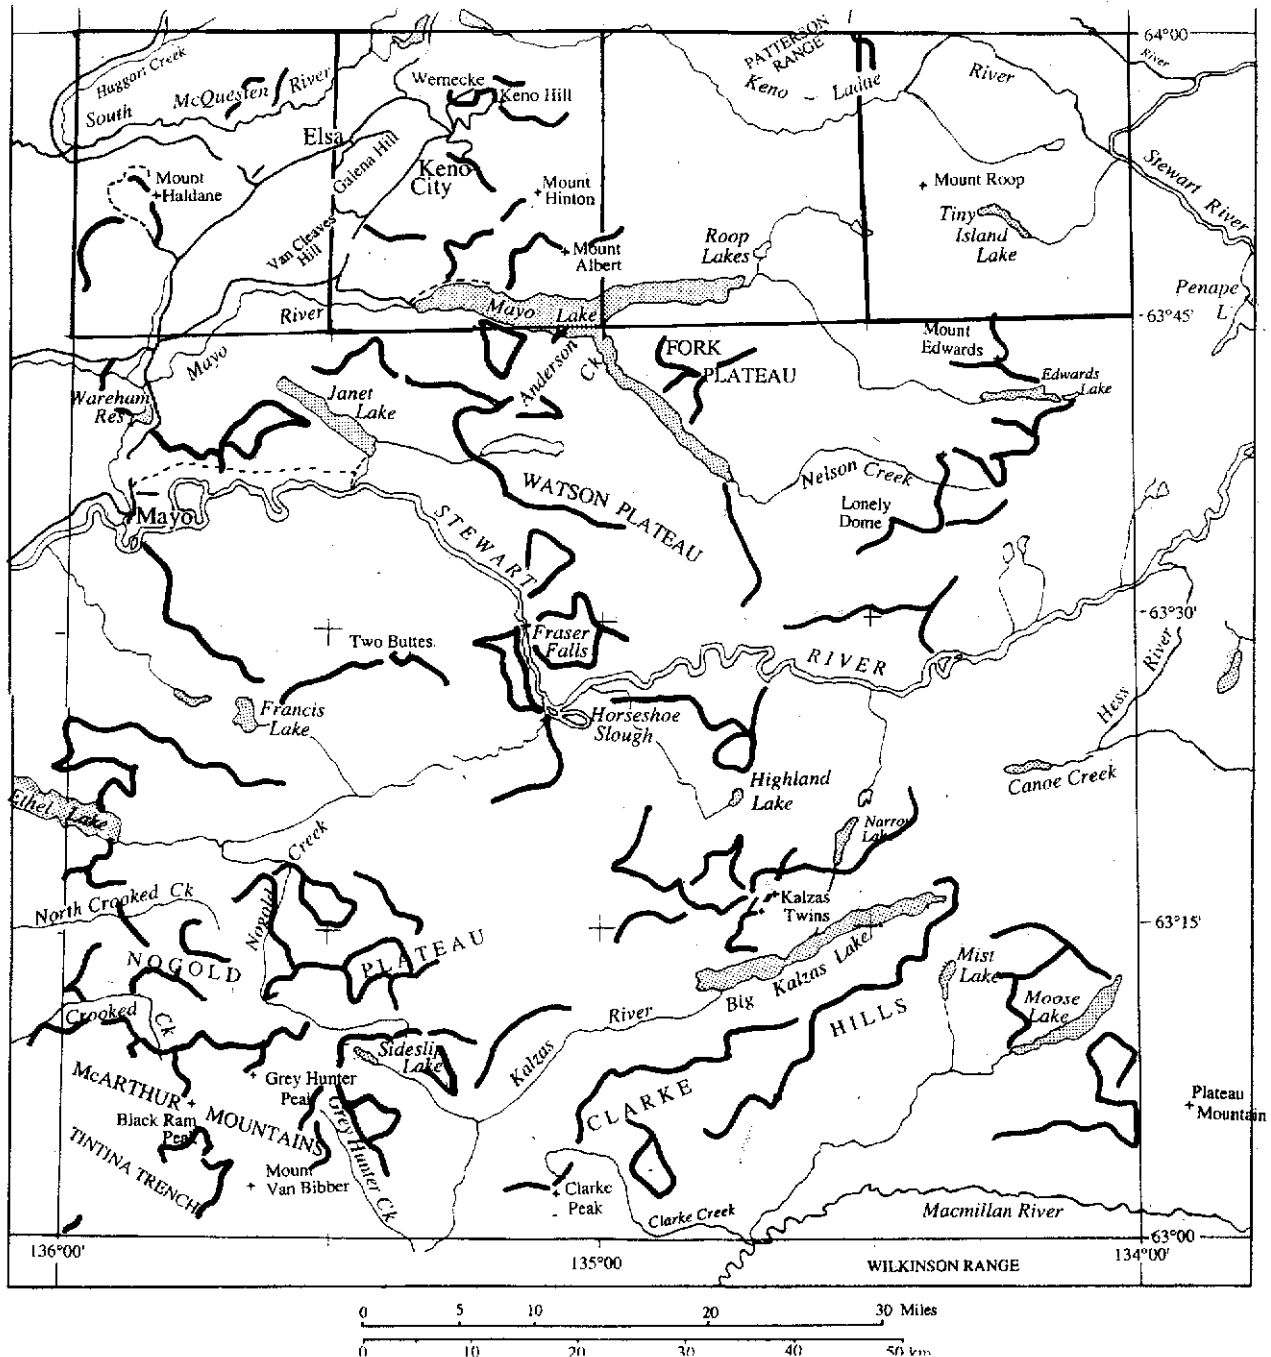 64°00'
PATTERSON
RANGE
Huggart Creek
McQuesten
River
South
Wernecke
Keno Hill
Keno - Ladue
River
River
Elsa
Galena Hill
Keno
City
Mount
Haldane
Mount
Hinton
Mount Roop
Stewart River
Tiny
Island
Lake
Van Cleaves
Hill
Mount
Albert
Roop
Lakes
Penape
L
River
Mayo
Lake
63°45'
Mayo
Anderson
Ck
FORK
PLATEAU
Mount
Edwards
Edwards
Lake
Wareham
Res
Janet
Lake
Nelson Creek
WATSON PLATEAU
Lonely
Dome
Mayo
STEWART
63°30'
Two Buttes
Fraser
Falls
RIVER
Hess
River
Francis
Lake
Horseshoe
Slough
Highland
Lake
Canoe Creek
Ethel Lake
Narrow
Lake
Creek
Nogold
North Crooked Ck
Kalzas
Twins
63°15'
NOGOLD
PLATEAU
Big Kalzas Lake
Mist
Lake
Moose
Lake
Crooked
Ck
River
Kalzas
HILLS
Sideslip
Lake
McARTHUR MOUNTAINS
Grey Hunter
Peak
CLARKE
Plateau
Mountain
Black Ram
Peak
Grey Hunter Ck
TINTINA TRENCH
Mount
Van Bibber
Clarke
Peak
Clarke Creek
Macmillan River
63°00
136°00'
135°00
134°00'
WILKINSON RANGE
0 5 10 20 30 Miles
0 10 20 30 40 50 km